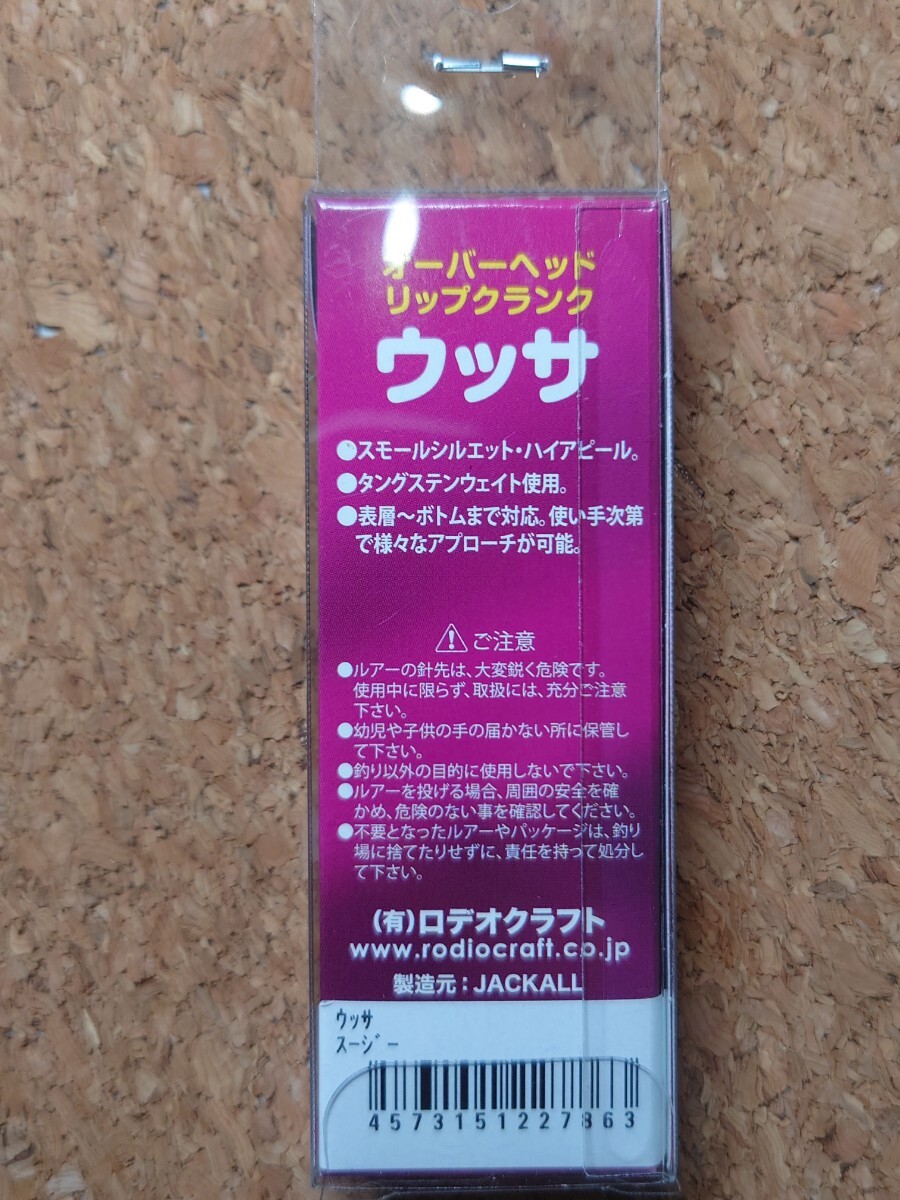 オーバーヘッド
リップクランク
ウッサ
●スモールシルエット・ハイアピール。
●タングステンウェイト使用。
●表層～ボトムまで対応。使い手次第
で様々なアプローチが可能。
ご注意
●ルアーの針先は、大変鋭く危険です。
使用中に限らず、取扱には、充分ご注意
下さい。
●幼児や子供の手の届かない所に保管し
て下さい。
●釣り以外の目的に使用しないで下さい。
●ルアーを投げる場合、周囲の安全を確
かめ、危険のない事を確認してください。
●不要となったルアーやパッケージは、釣り
場に捨てたりせずに、責任を持って処分し
て下さい。
(有)ロデオクラフト
www.rodiocraft.co.jp
製造元：JACKALL
ウッサ
スージー
4573151227863